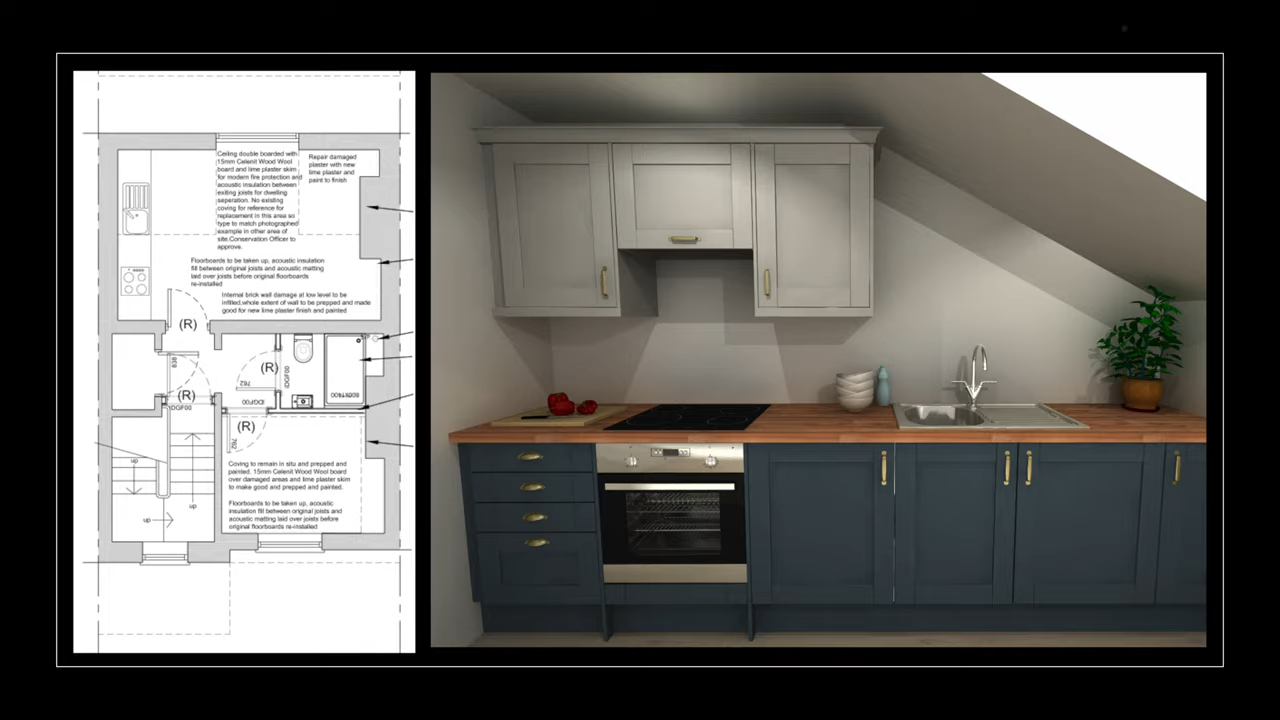 Ceiling double boarded with
15mm Celenit Wood Wool
board and lime plaster skim
for modern fire protection and
acoustic insulation between
exiting joists for dwelling
seperation. No existing
coving for reference for
replacement in this area so
type to match photographed
example in other area of
site.Conservation Officer to
approve.
Repair damaged
plaster with new
lime plaster and
paint to finish
Floorboards to be taken up, acoustic insulation
fill between original joists and acoustic matting
laid over joists before original floorboards
re-installed
Internal brick wall damage at low level to be
infilled,whole extent of wall to be prepped and made
good for new lime plaster finish and painted
(R)
838
(R)
IDGF00
(R)
762
IDGF00
IDGF00
(R)
762
up
up
up
Coving to remain in situ and prepped and
painted. 15mm Celenit Wood Wool board
over damaged areas and lime plaster skim
to make good and prepped and painted.
Floorboards to be taken up, acoustic
insulation fill between original joists and
acoustic matting laid over joists before
original floorboards re-installed